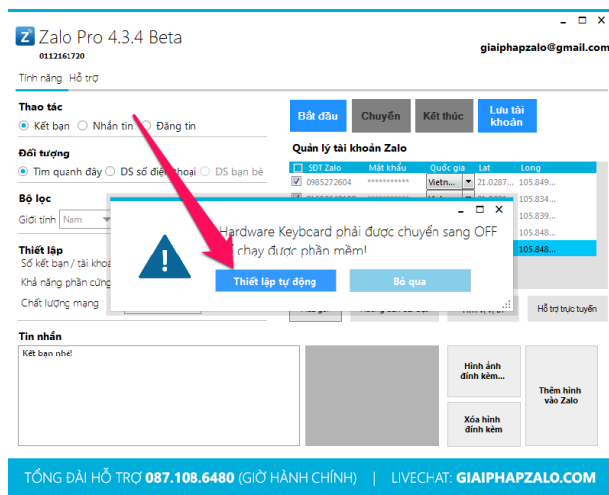 Zalo Pro 4.3.4 Beta
0112161720
giaiphapzalo@gmail.com
Tính năng Hỗ trợ
Thao tác
Kết bạn Nhắn tin Đăng tin
Bắt đầu Chuyển Kết thúc Lưu tài khoản
Đối tượng
Tìm quanh đây DS số điện thoại DS bạn bè
Quản lý tài khoản Zalo
SĐT Zalo Mật khẩu Quốc gia Lat Long
0985272604 *********** Vietn... 21.0287... 105.849...
105.834...
105.839...
105.848...
105.848...
Bộ lọc
Giới tính Nam
Hardware Keyboard phải được chuyển sang OFF
chạy được phần mềm!
Thiết lập tự động Bỏ qua
Thiết lập
Số kết bạn / tài khoả
Khả năng phần cứng
Chất lượng mạng
Hỗ trợ trực tuyến
Tin nhắn
Kết bạn nhé!
Hình ảnh đính kèm...
Xóa hình đính kèm
Thêm hình vào Zalo
TỔNG ĐÀI HỖ TRỢ 087.108.6480 (GIỜ HÀNH CHÍNH) | LIVECHAT: GIAIPHAPZALO.COM